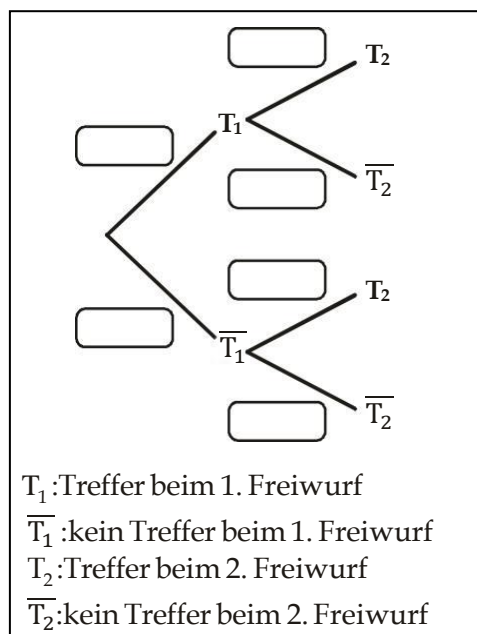 T₂
T₁
T̅₂̅
T₂
T̅₁̅
T̅₂̅
T₁:Treffer beim 1. Freiwurf
T̅₁̅ :kein Treffer beim 1. Freiwurf
T₂:Treffer beim 2. Freiwurf
T̅₂̅:kein Treffer beim 2. Freiwurf